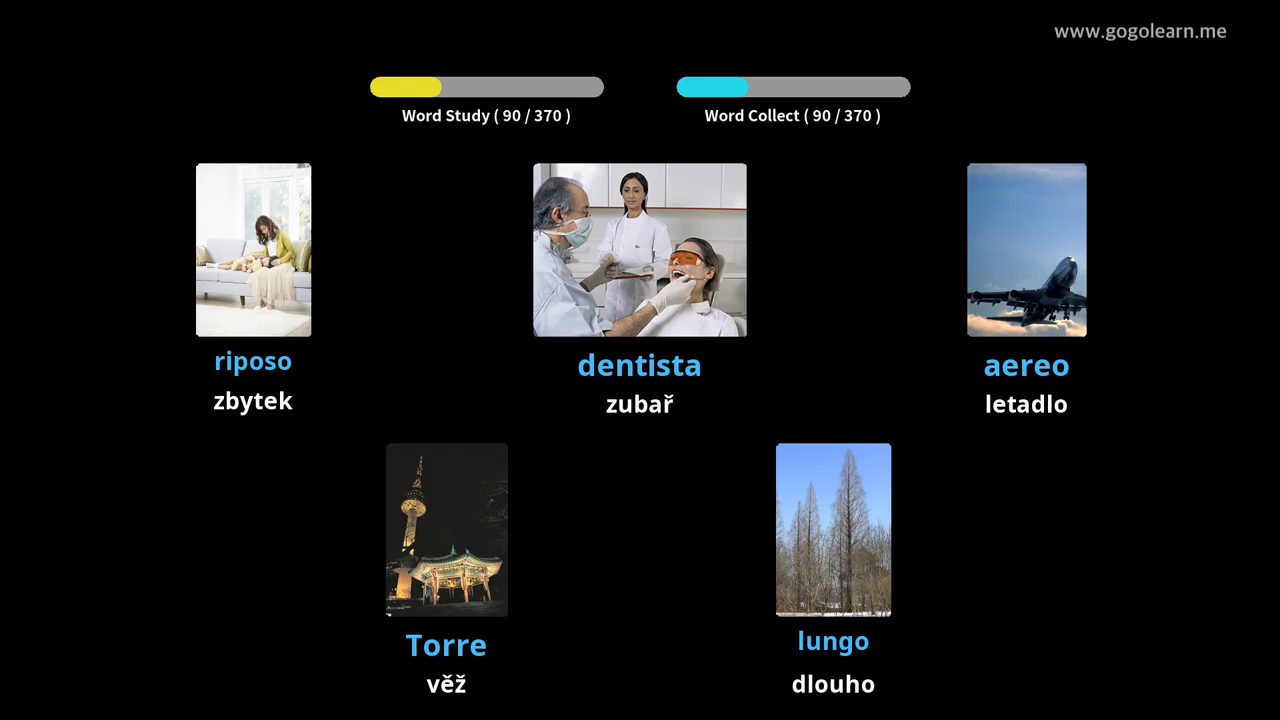 www.gogolearn.me
Word Study ( 90 / 370 )
Word Collect ( 90 / 370 )
riposo
zbytek
dentista
zubař
aereo
letadlo
Torre
věž
lungo
dlouho